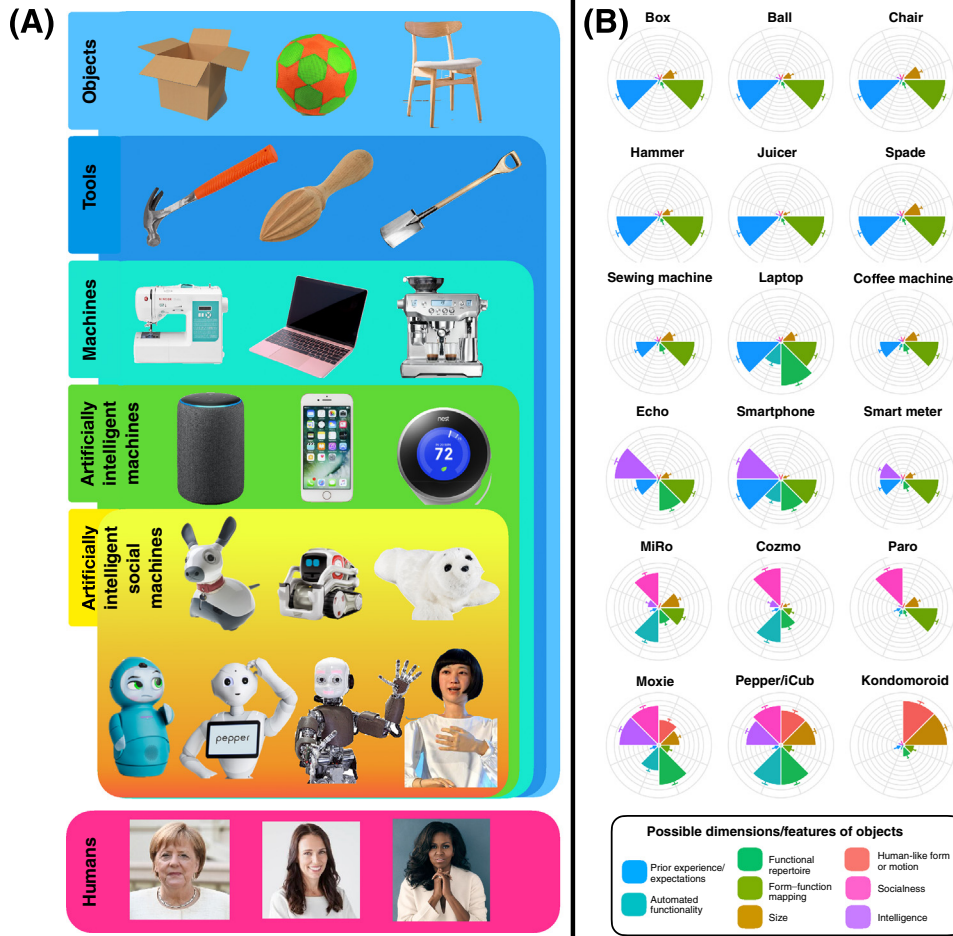 (A)
Objects
Tools
Machines
nest
72
Artificially
intelligent
machines
Artificially
intelligent
social
machines
pepper
Humans
(B)
Box
Ball
Chair
Hammer
Juicer
Spade
Sewing machine
Laptop
Coffee machine
Echo
Smartphone
Smart meter
MiRo
Cozmo
Paro
Moxie
Pepper/iCub
Kondomoroid
Possible dimensions/features of objects
Prior experience/
expectations
Automated
functionality
Functional
repertoire
Form–function
mapping
Size
Human-like form
or motion
Socialness
Intelligence